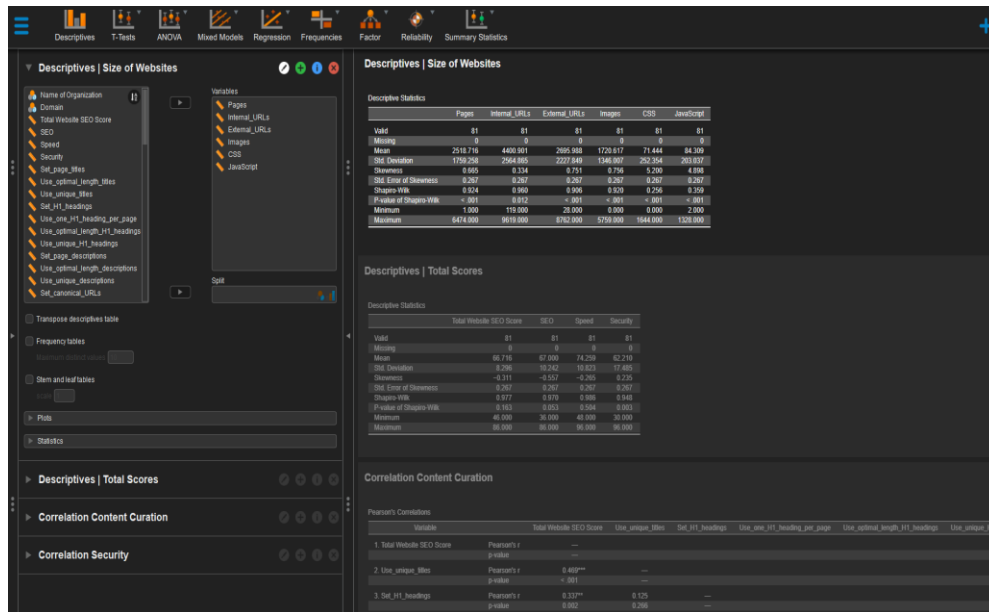 Descriptives T-Tests ANOVA Mixed Models Regression Frequencies Factor Reliability Summary Statistics
Descriptives | Size of Websites
Name of Organization
Domain
Total Website SEO Score
SEO
Speed
Security
Set_page_titles
Use_optimal_length_titles
Use_unique_titles
Set_H1_headings
Use_one_H1_heading_per_page
Use_optimal_length_H1_headings
Use_unique_H1_headings
Set_page_descriptions
Use_optimal_length_descriptions
Use_unique_descriptions
Set_canonical_URLs
Variables
Pages
Internal_URLs
External_URLs
Images
CSS
JavaScript
Split
Transpose descriptives table
Frequency tables
Maximum distinct values
Stem and leaf tables
scale
Plots
Statistics
Descriptives | Total Scores
Correlation Content Curation
Correlation Security
Descriptives | Size of Websites
Descriptive Statistics
Pages Internal_URLs External_URLs Images CSS JavaScript
Valid 81 81 81 81 81 81
Missing 0 0 0 0 0 0
Mean 2518.716 4400.901 2695.988 1720.617 71.444 84.309
Std. Deviation 1759.258 2564.865 2227.849 1346.007 252.354 203.037
Skewness 0.665 0.334 0.751 0.756 5.200 4.898
Std. Error of Skewness 0.267 0.267 0.267 0.267 0.267 0.267
Shapiro-Wilk 0.924 0.960 0.906 0.920 0.256 0.359
P-value of Shapiro-Wilk < .001 0.012 < .001 < .001 < .001 < .001
Minimum 1.000 119.000 28.000 0.000 0.000 2.000
Maximum 6474.000 9619.000 8762.000 5759.000 1644.000 1328.000
Descriptives | Total Scores
Descriptive Statistics
Total Website SEO Score SEO Speed Security
Valid 81 81 81 81
Missing 0 0 0 0
Mean 66.716 67.000 74.259 62.210
Std. Deviation 8.296 10.242 10.823 17.485
Skewness −0.311 −0.557 −0.265 0.235
Std. Error of Skewness 0.267 0.267 0.267 0.267
Shapiro-Wilk 0.977 0.970 0.986 0.948
P-value of Shapiro-Wilk 0.163 0.053 0.504 0.003
Minimum 46.000 36.000 48.000 30.000
Maximum 86.000 86.000 96.000 96.000
Correlation Content Curation
Pearson's Correlations
Variable Total Website SEO Score Use_unique_titles Set_H1_headings Use_one_H1_heading_per_page Use_optimal_length_H1_headings
1. Total Website SEO Score Pearson's r —
p-value —
2. Use_unique_titles Pearson's r 0.469*** —
p-value < .001 —
3. Set_H1_headings Pearson's r 0.337** 0.125 —
p-value 0.002 0.266 —